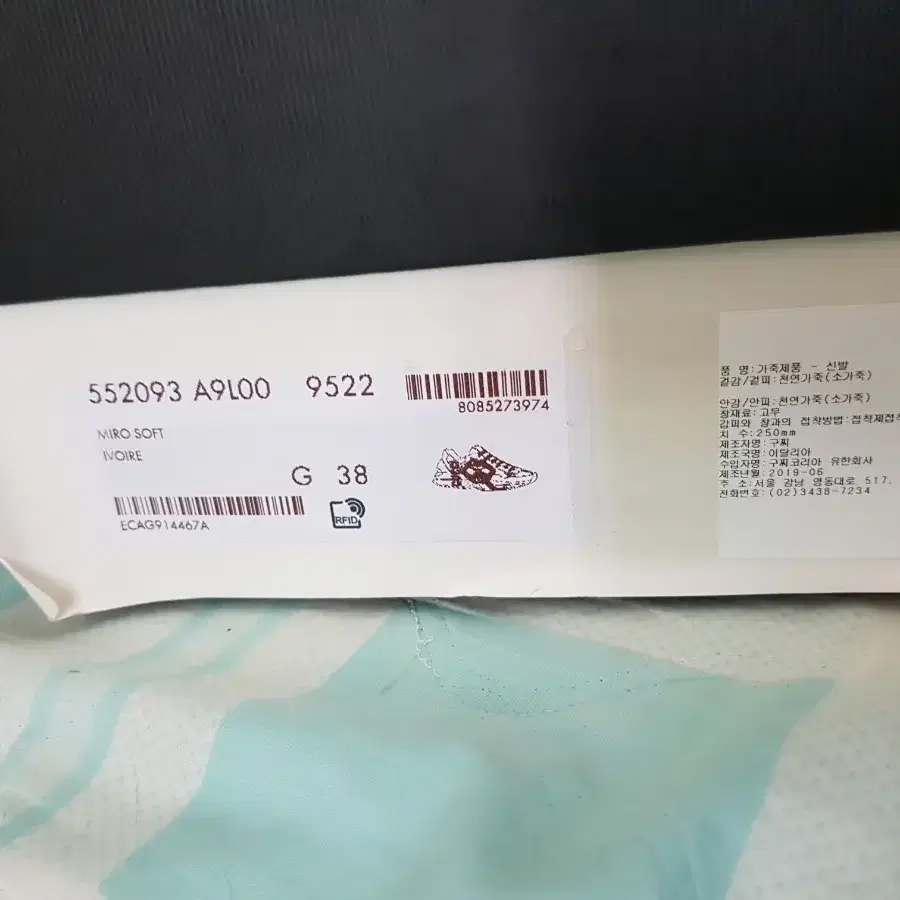 552093 A9L00 9522
8085273974
MIRO SOFT
IVOIRE
G 38
ECAG914467A
RFID
품 명:가죽제품 - 신발
겉감/겉피:천연가죽(소가죽)
안감/안피:천연가죽(소가죽)
창재료:고무
갑피와 창과의 접착방법:접착제접착
치 수:250mm
제조자명:구찌
제조국명:이탈리아
수입자명:구찌코리아 유한회사
제조년월:2019-06
주 소:서울 강남 영동대로 517,
전화번호:(02)3438-7234